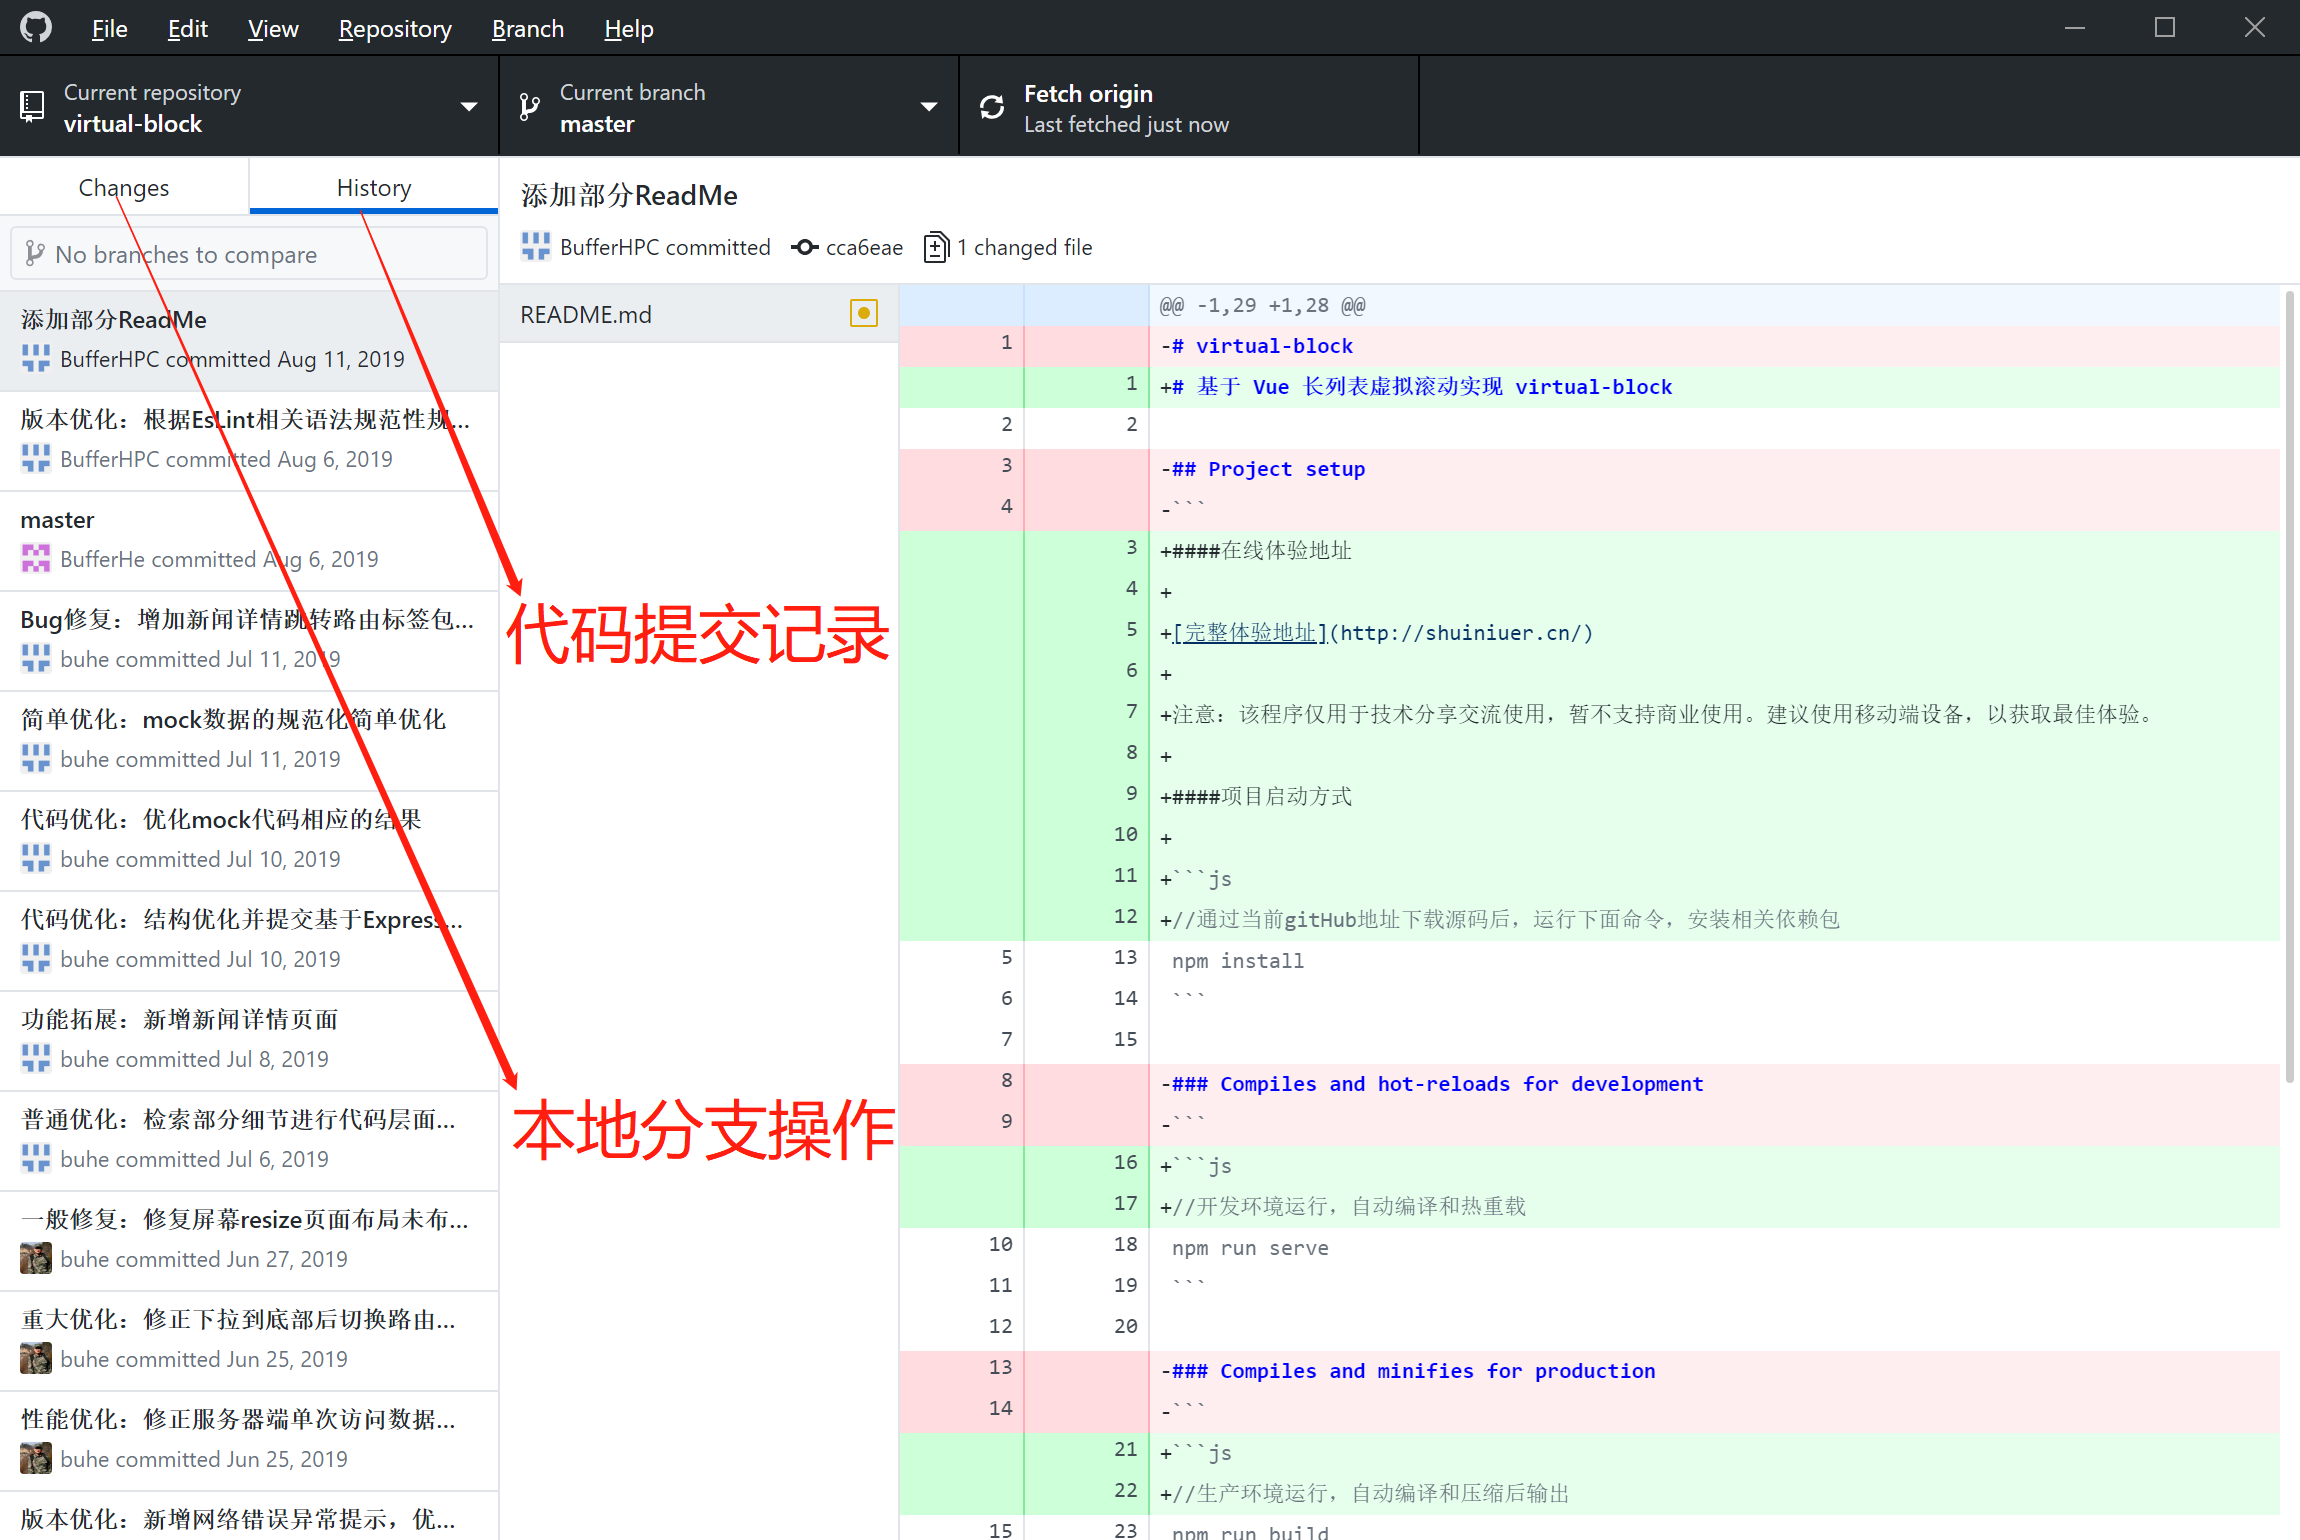 File Edit View Repository Branch Help
Current repository
virtual-block
Current branch
master
Fetch origin
Last fetched just now
Changes
History
No branches to compare
添加部分ReadMe
BufferHPC committed Aug 11, 2019
版本优化：根据EsLint相关语法规范性规...
BufferHPC committed Aug 6, 2019
master
BufferHe committed Aug 6, 2019
Bug修复：增加新闻详情跳转路由标签包...
buhe committed Jul 11, 2019
简单优化：mock数据的规范化简单优化
buhe committed Jul 11, 2019
代码优化：优化mock代码相应的结果
buhe committed Jul 10, 2019
代码优化：结构优化并提交基于Express...
buhe committed Jul 10, 2019
功能拓展：新增新闻详情页面
buhe committed Jul 8, 2019
普通优化：检索部分细节进行代码层面...
buhe committed Jul 6, 2019
一般修复：修复屏幕resize页面布局未布...
buhe committed Jun 27, 2019
重大优化：修正下拉到底部后切换路由...
buhe committed Jun 25, 2019
性能优化：修正服务器端单次访问数据...
buhe committed Jun 25, 2019
版本优化：新增网络错误异常提示，优...
添加部分ReadMe
BufferHPC committed cca6eae 1 changed file
README.md
代码提交记录
本地分支操作
@@ -1,29 +1,28 @@
1 -# virtual-block
1 +# 基于 Vue 长列表虚拟滚动实现 virtual-block
2 2
3 -## Project setup
4 -```
3 +####在线体验地址
4 +
5 +[完整体验地址](http://shuiniuer.cn/)
6 +
7 +注意：该程序仅用于技术分享交流使用，暂不支持商业使用。建议使用移动端设备，以获取最佳体验。
8 +
9 +####项目启动方式
10 +
11 +```js
12 +//通过当前gitHub地址下载源码后，运行下面命令，安装相关依赖包
5 13 npm install
6 14 ```
7 15
8 -### Compiles and hot-reloads for development
9 -```
16 +```js
17 +//开发环境运行，自动编译和热重载
10 18 npm run serve
11 19 ```
12 20
13 -### Compiles and minifies for production
14 -```
21 +```js
22 +//生产环境运行，自动编译和压缩后输出
15 23 npm run build